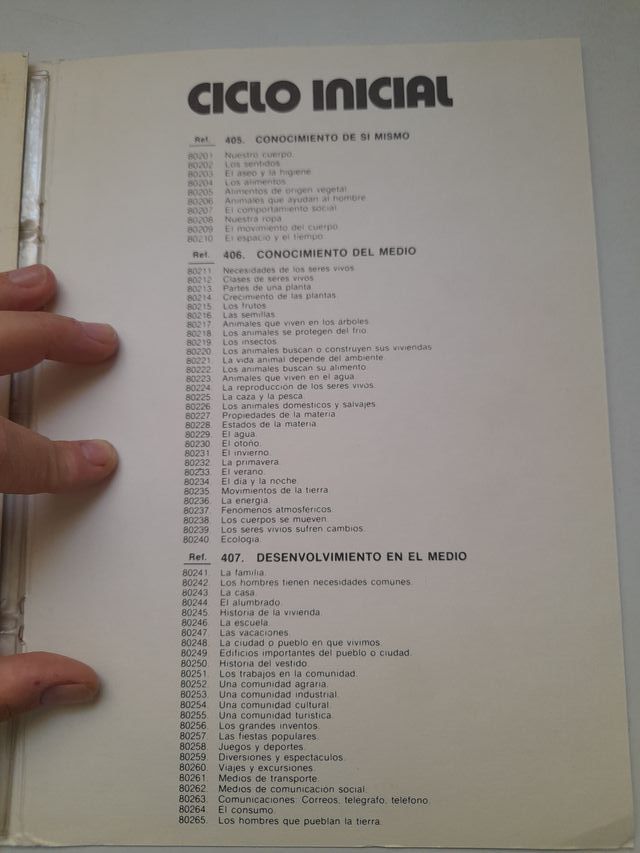 CICLO INICIAL
Ref. 405. CONOCIMIENTO DE SI MISMO
80201 Nuestro cuerpo.
80202 Los sentidos.
80203 El aseo y la higiene
80204 Los alimentos.
80205 Alimentos de origen vegetal
80206 Animales que ayudan al hombre
80207 El comportamiento social
80208 Nuestra ropa.
80209 El movimiento del cuerpo.
80210 El espacio y el tiempo.
Ref. 406. CONOCIMIENTO DEL MEDIO
80211 Necesidades de los seres vivos.
80212 Clases de seres vivos
80213. Partes de una planta
80214. Crecimiento de las plantas.
80215. Los frutos
80216. Las semillas
80217. Animales que viven en los árboles.
80218. Los animales se protegen del frio
80219. Los insectos.
80220. Los animales buscan o construyen sus viviendas
80221. La vida animal depende del ambiente.
80222. Los animales buscan su alimento
80223. Animales que viven en el agua.
80224. La reproducción de los seres vivos.
80225. La caza y la pesca.
80226. Los animales domesticos y salvajes
80227. Propiedades de la materia
80228. Estados de la materia
80229. El agua.
80230. El otoño.
80231. El invierno.
80232. La primavera.
80233. El verano.
80234. El dia y la noche.
80235. Movimientos de la tierra.
80236. La energia.
80237. Fenomenos atmosfericos.
80238. Los cuerpos se mueven.
80239. Los seres vivios sufren cambios.
80240 Ecologia.
Ref. 407. DESENVOLVIMIENTO EN EL MEDIO
80241. La familia.
80242. Los hombres tienen necesidades comunes.
80243 La casa.
80244 El alumbrado.
80245. Historia de la vivienda.
80246 La escuela.
80247 Las vacaciones.
80248. La ciudad o pueblo en que vivimos.
80249. Edificios importantes del pueblo o ciudad.
80250. Historia del vestido.
80251. Los trabajos en la comunidad.
80252. Una comunidad agraria.
80253. Una comunidad industrial.
80254. Una comunidad cultural.
80255. Una comunidad turistica.
80256. Los grandes inventos.
80257. Las fiestas populares.
80258. Juegos y deportes.
80259. Diversiones y espectaculos.
80260. Viajes y excursiones.
80261. Medios de transporte.
80262. Medios de comunicación social.
80263. Comunicaciones: Correos, telegrafo, telefono.
80264. El consumo.
80265. Los hombres que pueblan la tierra.